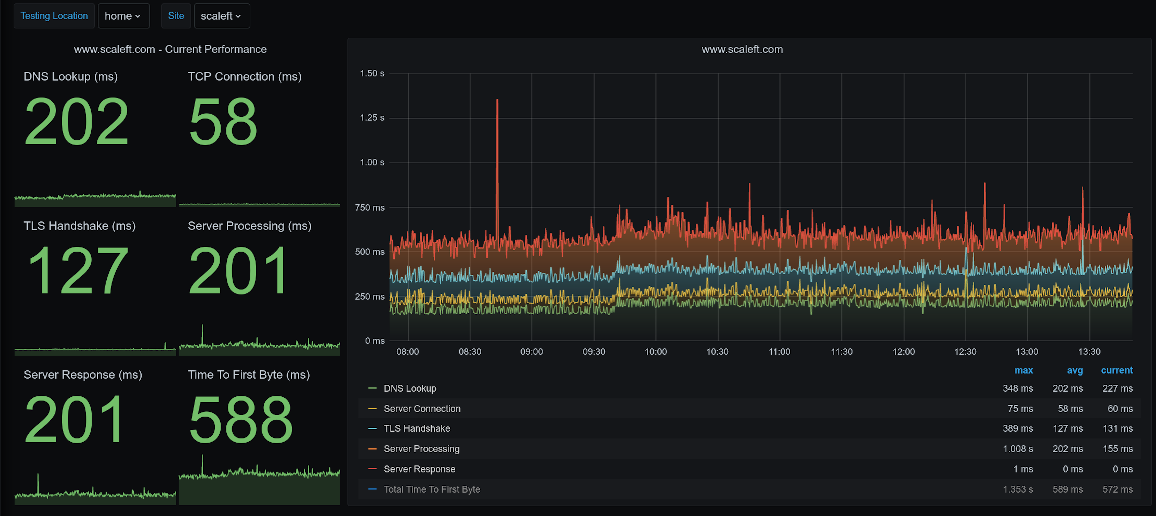 Testing Location home Site scaleft
www.scaleft.com - Current Performance
DNS Lookup (ms) TCP Connection (ms)
202 58
TLS Handshake (ms) Server Processing (ms)
127 201
Server Response (ms) Time To First Byte (ms)
201 588
www.scaleft.com
1.50 s
1.25 s
1.00 s
750 ms
500 ms
250 ms
0 ms
08:00 08:30 09:00 09:30 10:00 10:30 11:00 11:30 12:00 12:30 13:00 13:30
max avg current
DNS Lookup 348 ms 202 ms 227 ms
Server Connection 75 ms 58 ms 60 ms
TLS Handshake 389 ms 127 ms 131 ms
Server Processing 1.008 s 202 ms 155 ms
Server Response 1 ms 0 ms 0 ms
Total Time To First Byte 1.353 s 589 ms 572 ms